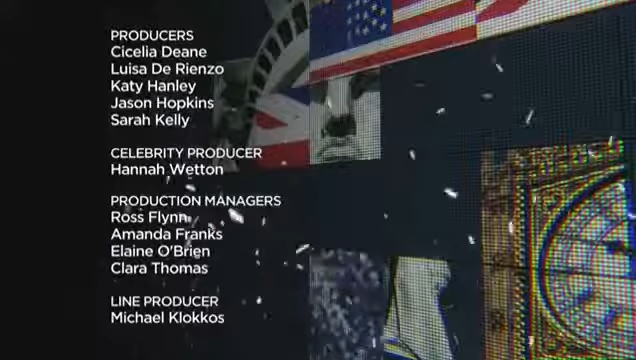 PRODUCERS
Cicelia Deane
Luisa De Rienzo
Katy Hanley
Jason Hopkins
Sarah Kelly
CELEBRITY PRODUCER
Hannah Wetton
PRODUCTION MANAGERS
Ross Flynn
Amanda Franks
Elaine O'Brien
Clara Thomas
LINE PRODUCER
Michael Klokkos